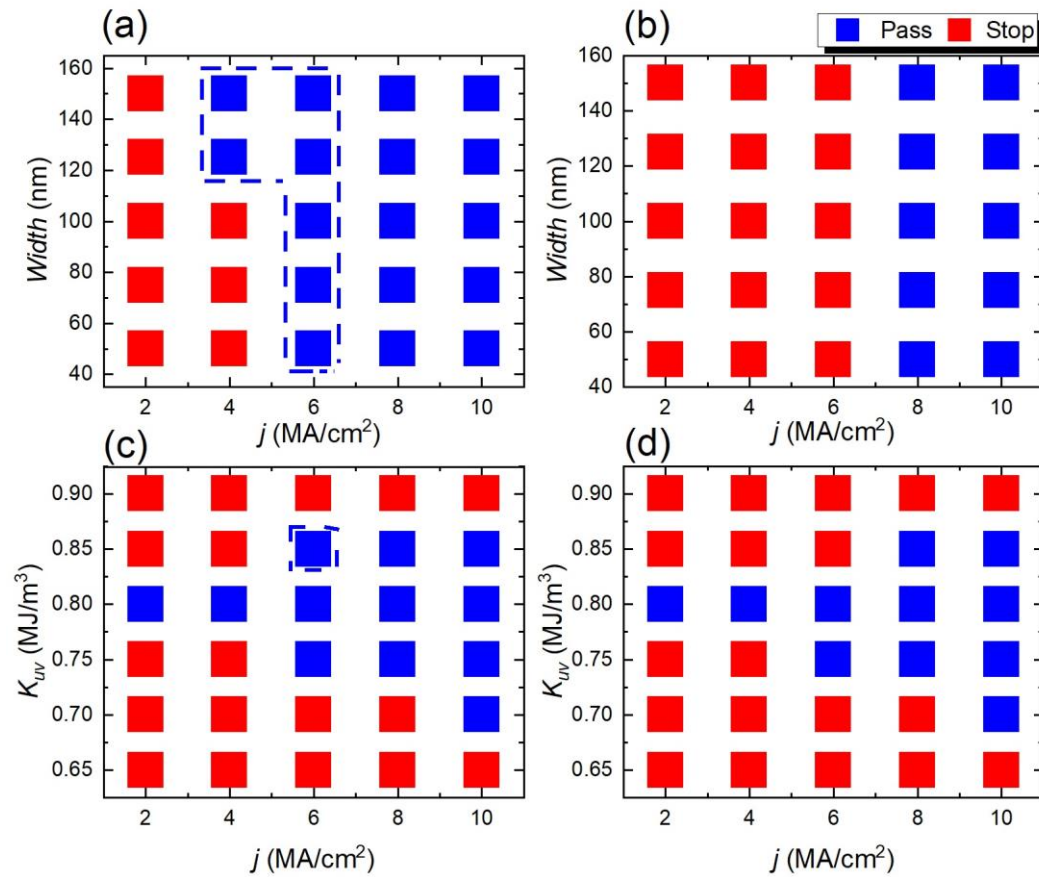 (a)
(b)
Pass Stop
160
140
120
100
80
60
40
Width (nm)
2 4 6 8 10
j (MA/cm²)
160
140
120
100
80
60
40
Width (nm)
2 4 6 8 10
j (MA/cm²)
(c)
0.90
0.85
0.80
0.75
0.70
0.65
Kuv (MJ/m³)
2 4 6 8 10
j (MA/cm²)
(d)
0.90
0.85
0.80
0.75
0.70
0.65
Kuv (MJ/m³)
2 4 6 8 10
j (MA/cm²)